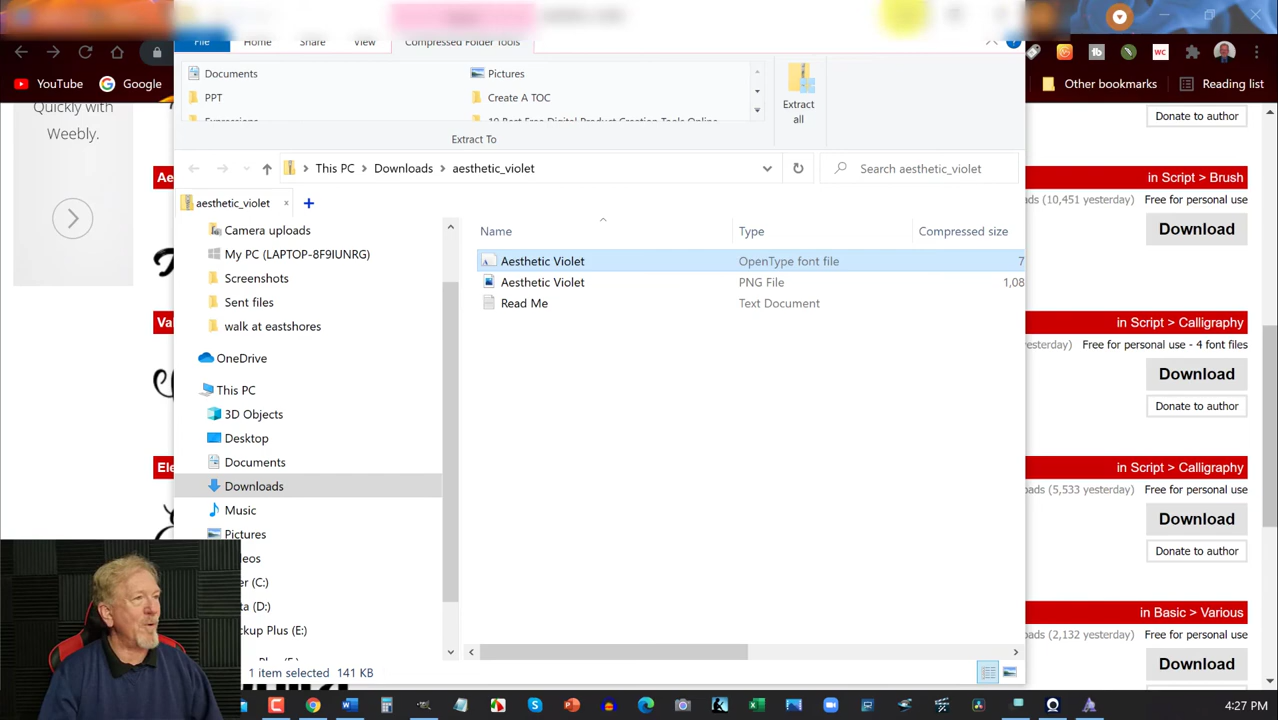 File Home Share View Compressed Folder Tools
YouTube Google
Other bookmarks Reading list
Documents Pictures
PPT Create A TOC
Extract all
Extract To
Quickly with
Weebly.
Donate to author
This PC Downloads aesthetic_violet
Search aesthetic_violet
Ae
in Script > Brush
(10,451 yesterday) Free for personal use
Download
aesthetic_violet
Name Type Compressed size
Camera uploads
My PC (LAPTOP-8F9IUNRG)
Screenshots
Sent files
walk at eastshores
OneDrive
This PC
3D Objects
Desktop
Documents
Downloads
Music
Pictures
Aesthetic Violet OpenType font file 7
Aesthetic Violet PNG File 1,08
Read Me Text Document
Va
in Script > Calligraphy
Free for personal use - 4 font files
Download
Donate to author
Ele
in Script > Calligraphy
(5,533 yesterday) Free for personal use
Download
Donate to author
(C:)
(D:)
(E:)
in Basic > Various
(2,132 yesterday) Free for personal use
Download
1 item selected 141 KB
4:27 PM